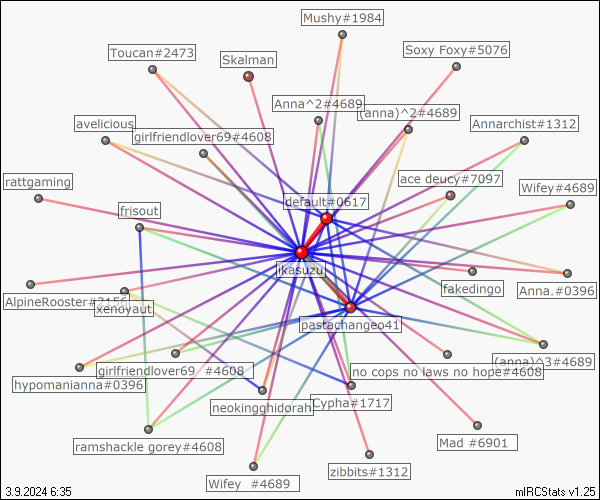 Mushy#1984
Toucan#2473
Soxy Foxy#5076
Skalman
Anna^2#4689
(anna)^2#4689
avelicious
girlfriendlover69#4608
Annarchist#1312
rattgaming
ace deucy#7097
Wifey#4689
default#0617
frisout
jikasuzu
fakedingo
Anna.#0396
AlpineRooster#2156
xenoyaut
pastachangeo41
(anna)^3#4689
girlfriendlover69 #4608
no cops no laws no hope#4608
hypomanianna#0396
neokingghidorah
Cypha#1717
ramshackle gorey#4608
Mad #6901
zibbits#1312
Wifey #4689
3.9.2024 6:35
mIRCStats v1.25